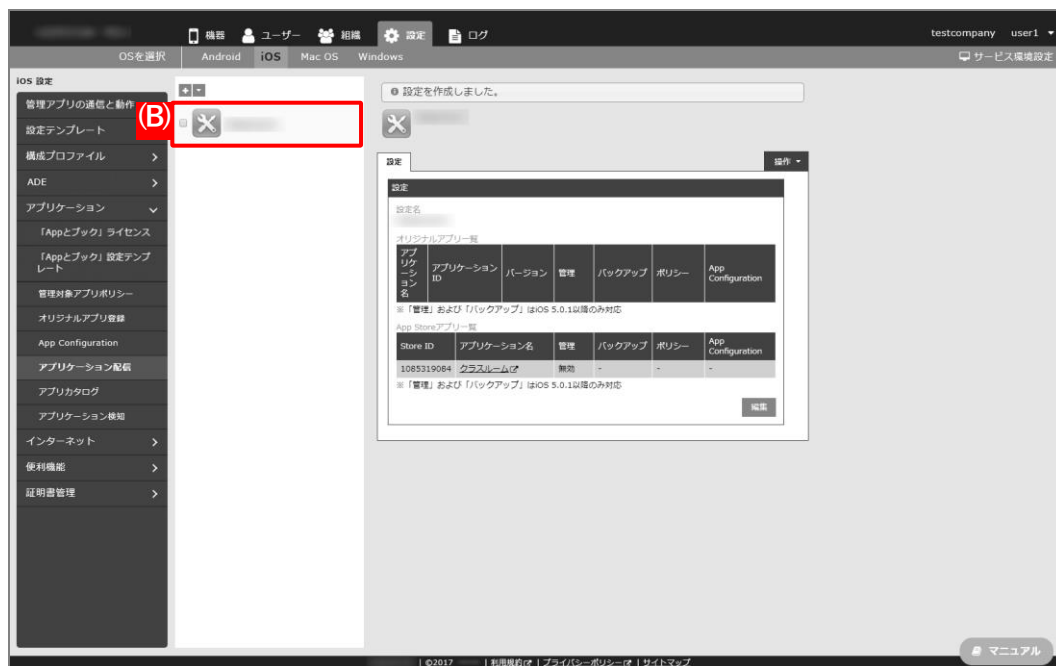 機器 ユーザー 組織 設定 ログ testcompany user1
OSを選択 Android iOS Mac OS Windows サービス環境設定
iOS 設定
管理アプリの通信と動作
設定テンプレート
構成プロファイル
ADE
アプリケーション
「Appとブック」ライセンス
「Appとブック」設定テンプ
レート
管理対象アプリポリシー
オリジナルアプリ登録
App Configuration
アプリケーション配信
アプリカタログ
アプリケーション検知
インターネット
便利機能
証明書管理
(B)
設定を作成しました。
設定 操作
設定
設定名
オリジナルアプリ一覧
アプリケーション名 アプリケーションID バージョン 管理 バックアップ ポリシー App Configuration
※「管理」および「バックアップ」はiOS 5.0.1以降のみ対応
App Storeアプリ一覧
Store ID アプリケーション名 管理 バックアップ ポリシー App Configuration
1085319084 クラスルーム 無効 - - -
※「管理」および「バックアップ」はiOS 5.0.1以降のみ対応
編集
マニュアル
| ©2017 | 利用規約 | プライバシーポリシー | サイトマップ